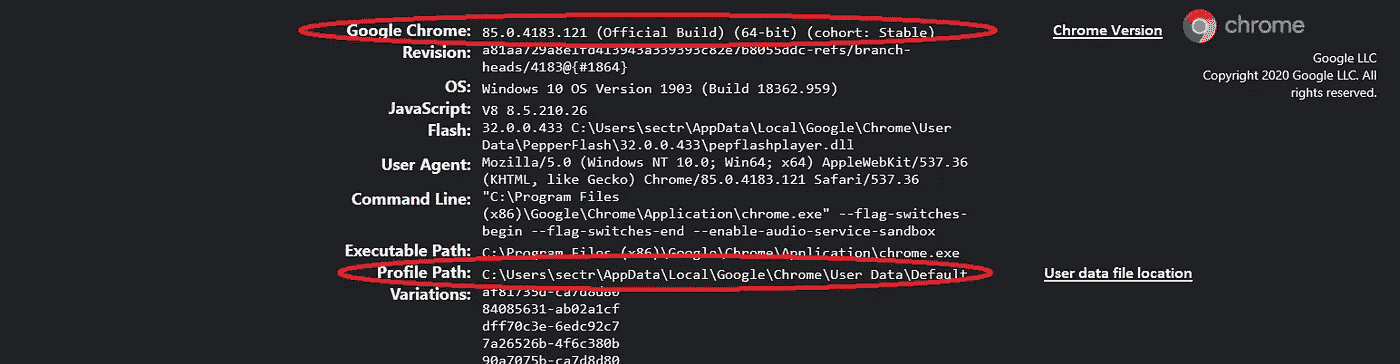 Google Chrome: 85.0.4183.121 (Official Build) (64-bit) (cohort: Stable)
Chrome Version
chrome
Revision: a81aa729a8e1fd413943a339393c82e7b8055ddc-refs/branch-
heads/4183@{#1864}
Google LLC
Copyright 2020 Google LLC. All
rights reserved.
OS: Windows 10 OS Version 1903 (Build 18362.959)
JavaScript: V8 8.5.210.26
Flash: 32.0.0.433 C:\Users\sectr\AppData\Local\Google\Chrome\User
Data\PepperFlash\32.0.0.433\pepflashplayer.dll
User Agent: Mozilla/5.0 (Windows NT 10.0; Win64; x64) AppleWebKit/537.36
(KHTML, like Gecko) Chrome/85.0.4183.121 Safari/537.36
Command Line: "C:\Program Files
(x86)\Google\Chrome\Application\chrome.exe" --flag-switches-
begin --flag-switches-end --enable-audio-service-sandbox
Executable Path: C:\Program Files (x86)\Google\Chrome\Application\chrome.exe
Profile Path: C:\Users\sectr\AppData\Local\Google\Chrome\User Data\Default
User data file location
Variations: af81735d-ca7d8d80
84085631-ab02a1cf
dff70c3e-6edc92c7
7a26526b-4f6c380b
90a7075b-ca7d8d80